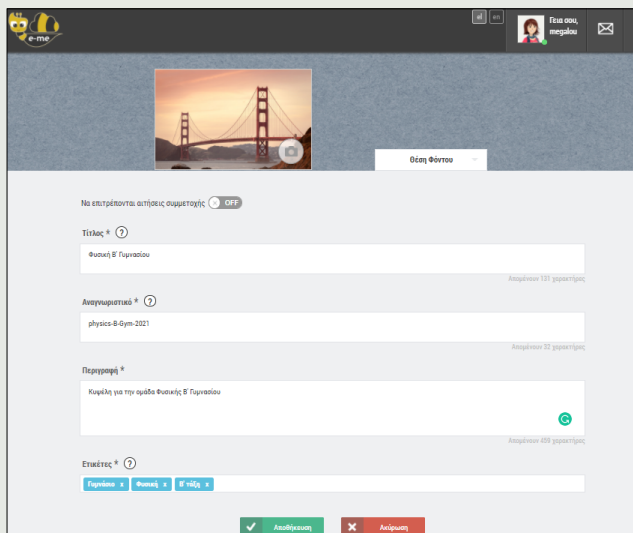 e-me
el en
Γεια σου,
megalou
Θέση Φόντου
Να επιτρέπονται αιτήσεις συμμετοχής OFF
Τίτλος * ?
Φυσική Β' Γυμνασίου
Απομένουν 131 χαρακτήρες
Αναγνωριστικό * ?
physics-B-Gym-2021
Απομένουν 32 χαρακτήρες
Περιγραφή *
Κυψέλη για την ομάδα Φυσικής Β' Γυμνασίου
Απομένουν 459 χαρακτήρες
Ετικέτες * ?
Γυμνάσιο x Φυσική x Β' τάξη x
Αποθήκευση Ακύρωση